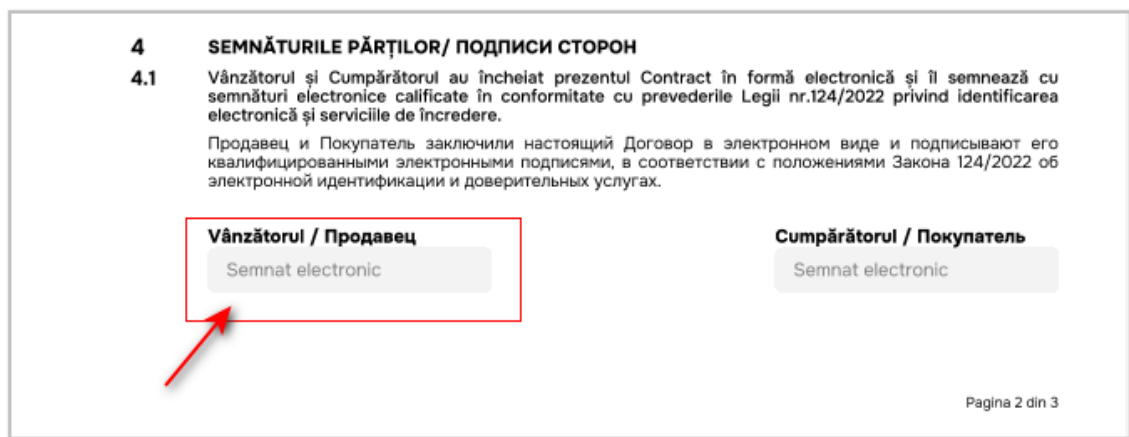 4 SEMNĂTURILE PĂRȚILOR/ ПОДПИСИ СТОРОН
4.1 Vânzătorul și Cumpărătorul au încheiat prezentul Contract în formă electronică și îl semnează cu
semnături electronice calificate în conformitate cu prevederile Legii nr.124/2022 privind identificarea
electronică și serviciile de încredere.
Продавец и Покупатель заключили настоящий Договор в электронном виде и подписывают его
квалифицированными электронными подписями, в соответствии с положениями Закона 124/2022 об
электронной идентификации и доверительных услугах.
Vânzătorul / Продавец Cumpărătorul / Покупатель
Semnat electronic Semnat electronic
Pagina 2 din 3